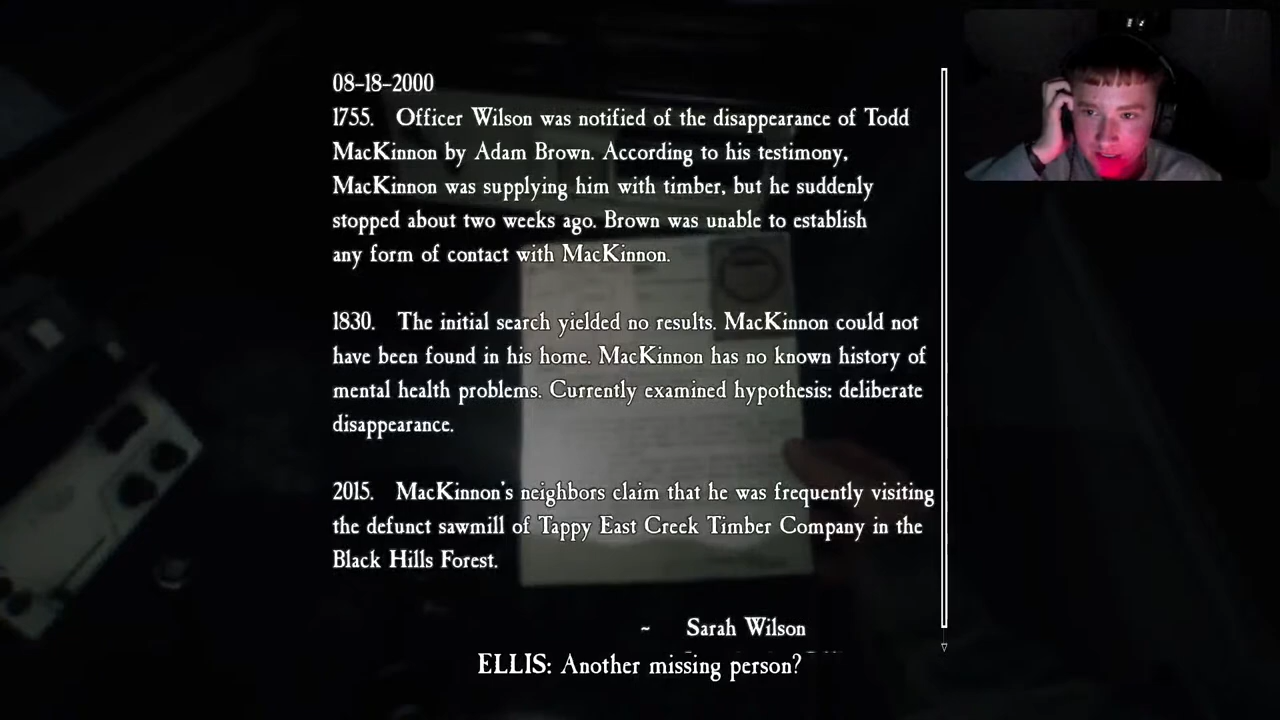 08-18-2000
1755. Officer Wilson was notified of the disappearance of Todd
MacKinnon by Adam Brown. According to his testimony,
MacKinnon was supplying him with timber, but he suddenly
stopped about two weeks ago. Brown was unable to establish
any form of contact with MacKinnon.
1830. The initial search yielded no results. MacKinnon could not
have been found in his home. MacKinnon has no known history of
mental health problems. Currently examined hypothesis: deliberate
disappearance.
2015. MacKinnon's neighbors claim that he was frequently visiting
the defunct sawmill of Tappy East Creek Timber Company in the
Black Hills Forest.
~ Sarah Wilson
ELLIS: Another missing person?